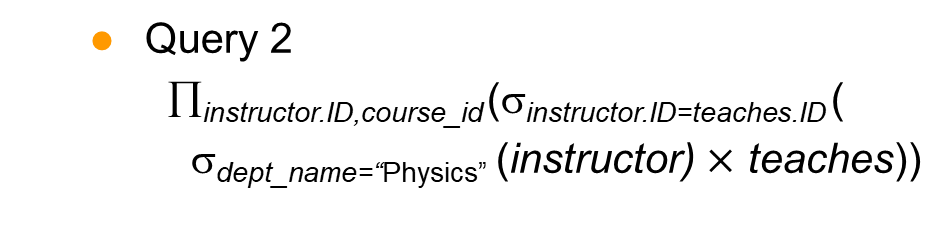 Query 2
∏instructor.ID,course_id(σinstructor.ID=teaches.ID(
σdept_name=“Physics” (instructor) × teaches))